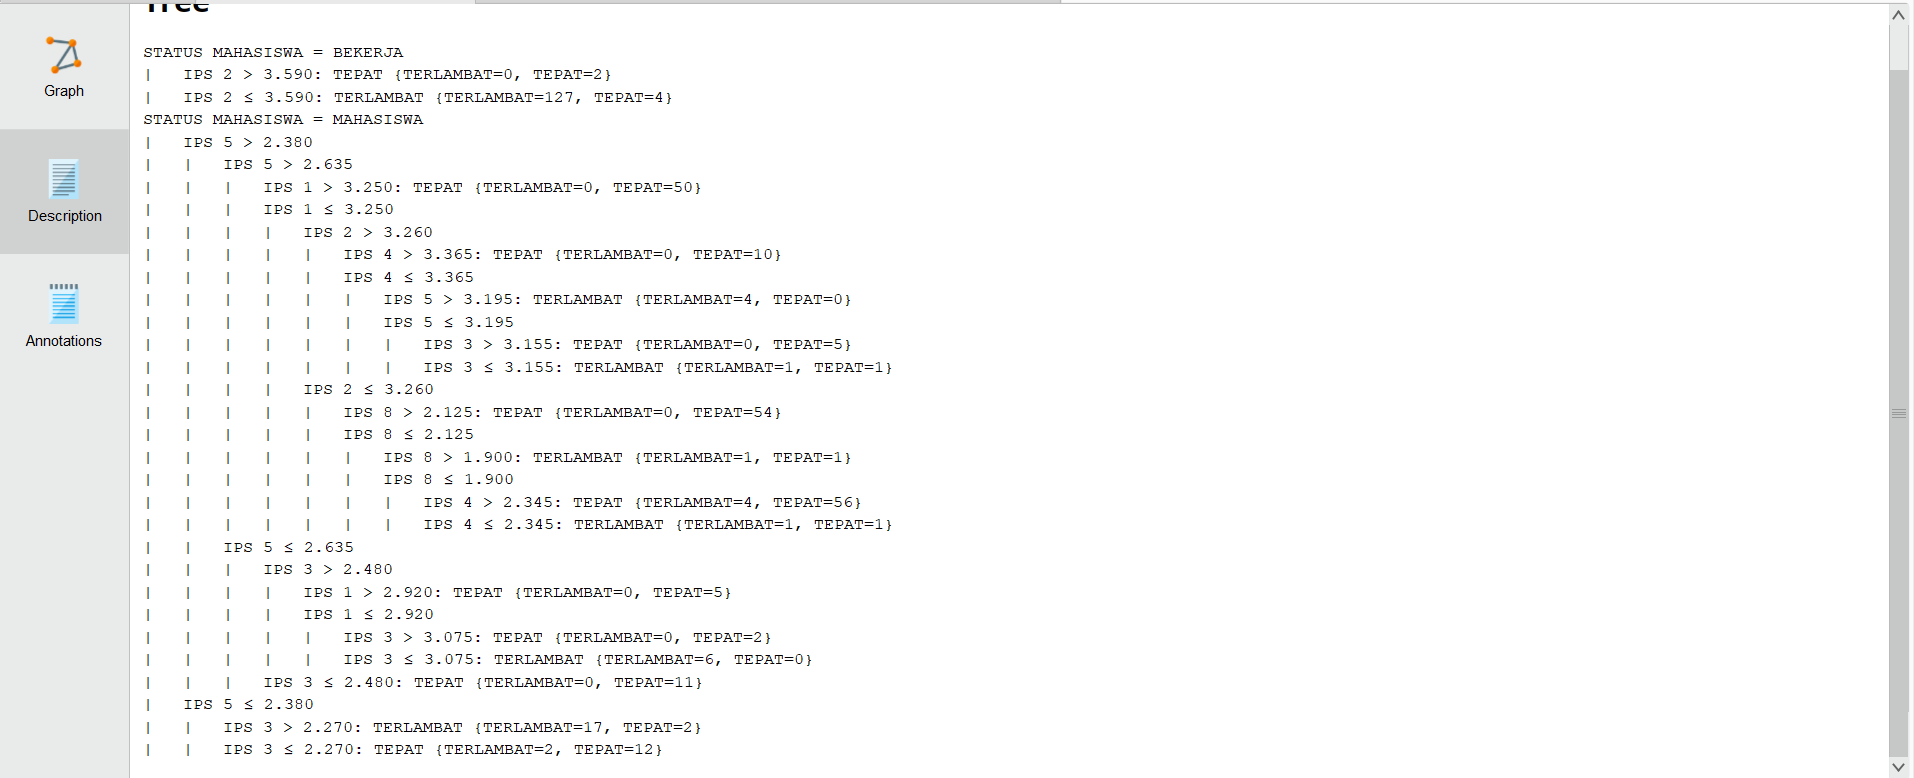 Tree
STATUS MAHASISWA = BEKERJA
|   IPS 2 > 3.590: TEPAT {TERLAMBAT=0, TEPAT=2}
|   IPS 2 ≤ 3.590: TERLAMBAT {TERLAMBAT=127, TEPAT=4}
STATUS MAHASISWA = MAHASISWA
|   IPS 5 > 2.380
|   |   IPS 5 > 2.635
|   |   |   IPS 1 > 3.250: TEPAT {TERLAMBAT=0, TEPAT=50}
|   |   |   IPS 1 ≤ 3.250
|   |   |   |   IPS 2 > 3.260
|   |   |   |   |   IPS 4 > 3.365: TEPAT {TERLAMBAT=0, TEPAT=10}
|   |   |   |   |   IPS 4 ≤ 3.365
|   |   |   |   |   |   IPS 5 > 3.195: TERLAMBAT {TERLAMBAT=4, TEPAT=0}
|   |   |   |   |   |   IPS 5 ≤ 3.195
|   |   |   |   |   |   |   IPS 3 > 3.155: TEPAT {TERLAMBAT=0, TEPAT=5}
|   |   |   |   |   |   |   IPS 3 ≤ 3.155: TERLAMBAT {TERLAMBAT=1, TEPAT=1}
|   |   |   |   IPS 2 ≤ 3.260
|   |   |   |   |   IPS 8 > 2.125: TEPAT {TERLAMBAT=0, TEPAT=54}
|   |   |   |   |   IPS 8 ≤ 2.125
|   |   |   |   |   |   IPS 8 > 1.900: TERLAMBAT {TERLAMBAT=1, TEPAT=1}
|   |   |   |   |   |   IPS 8 ≤ 1.900
|   |   |   |   |   |   |   IPS 4 > 2.345: TEPAT {TERLAMBAT=4, TEPAT=56}
|   |   |   |   |   |   |   IPS 4 ≤ 2.345: TERLAMBAT {TERLAMBAT=1, TEPAT=1}
|   |   IPS 5 ≤ 2.635
|   |   |   IPS 3 > 2.480
|   |   |   |   IPS 1 > 2.920: TEPAT {TERLAMBAT=0, TEPAT=5}
|   |   |   |   IPS 1 ≤ 2.920
|   |   |   |   |   IPS 3 > 3.075: TEPAT {TERLAMBAT=0, TEPAT=2}
|   |   |   |   |   IPS 3 ≤ 3.075: TERLAMBAT {TERLAMBAT=6, TEPAT=0}
|   |   |   IPS 3 ≤ 2.480: TEPAT {TERLAMBAT=0, TEPAT=11}
|   IPS 5 ≤ 2.380
|   |   IPS 3 > 2.270: TERLAMBAT {TERLAMBAT=17, TEPAT=2}
|   |   IPS 3 ≤ 2.270: TEPAT {TERLAMBAT=2, TEPAT=12}
Graph
Description
Annotations